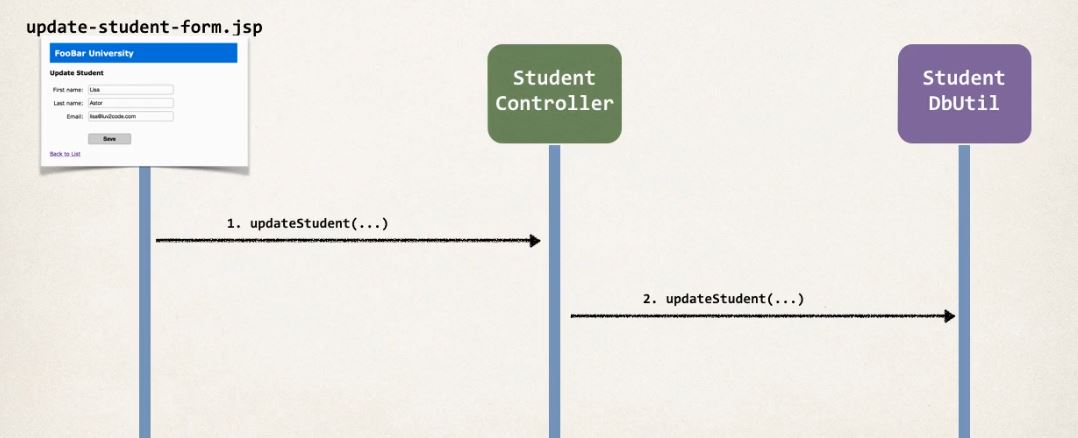 update-student-form.jsp
FooBar University
Update Student
First name: Lisa
Last name: Astor
Email: lisa@luv2code.com
Save
Back to List
Student
Controller
Student
DbUtil
1. updateStudent(...)
2. updateStudent(...)